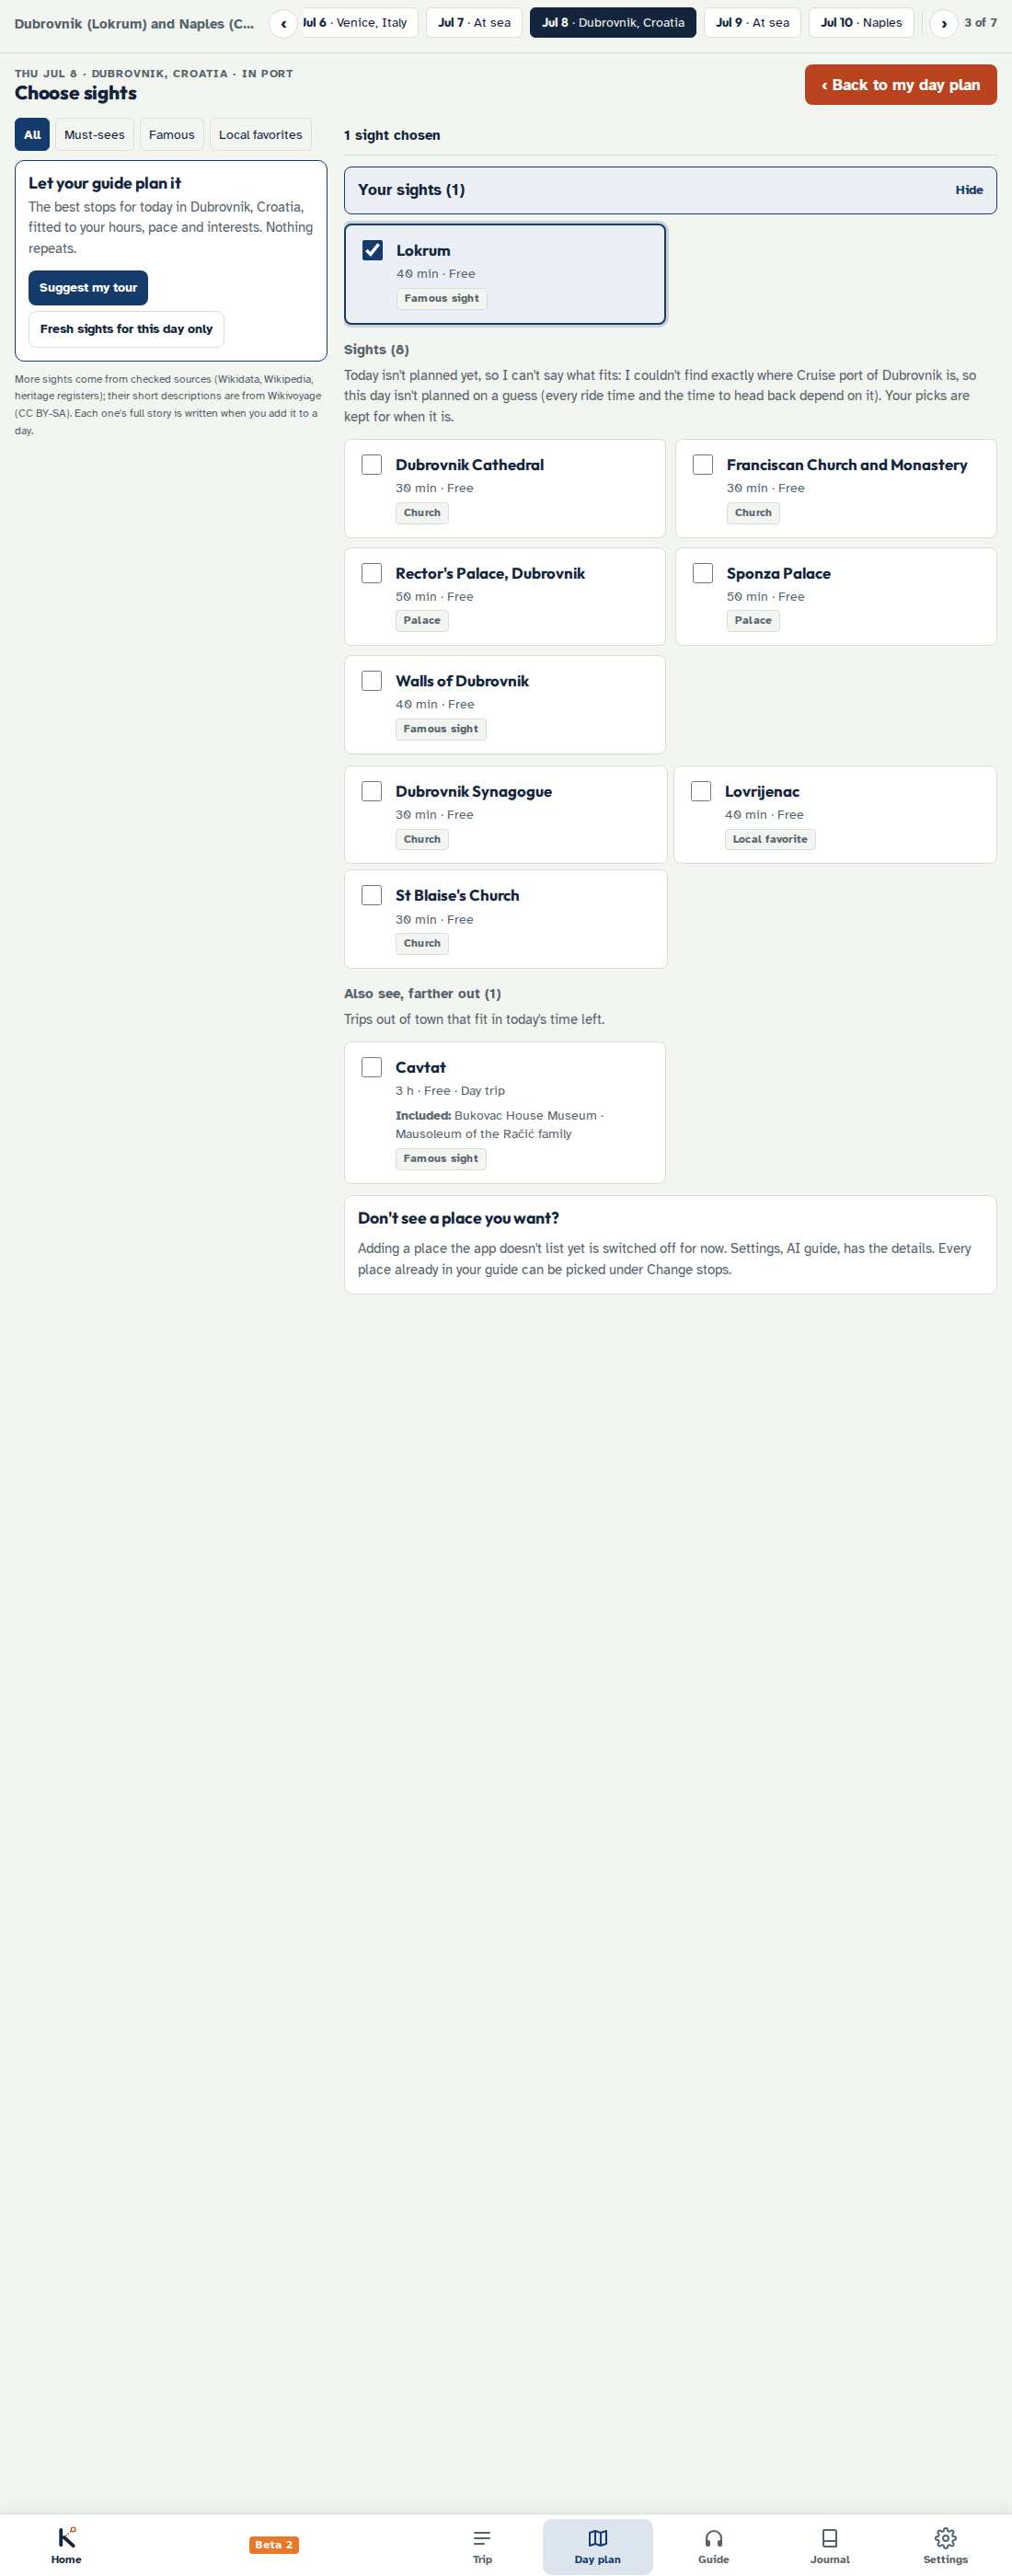 Dubrovnik (Lokrum) and Naples (C...
‹
Jul 6 · Venice, Italy
Jul 7 · At sea
Jul 8 · Dubrovnik, Croatia
Jul 9 · At sea
Jul 10 · Naples
›
3 of 7
THU JUL 8 · DUBROVNIK, CROATIA · IN PORT
Choose sights
‹ Back to my day plan
All
Must-sees
Famous
Local favorites
Let your guide plan it
The best stops for today in Dubrovnik, Croatia,
fitted to your hours, pace and interests. Nothing
repeats.
Suggest my tour
Fresh sights for this day only
More sights come from checked sources (Wikidata, Wikipedia,
heritage registers); their short descriptions are from Wikivoyage
(CC BY-SA). Each one's full story is written when you add it to a
day.
1 sight chosen
Your sights (1)
Hide
Lokrum
40 min · Free
Famous sight
Sights (8)
Today isn't planned yet, so I can't say what fits: I couldn't find exactly where Cruise port of Dubrovnik is, so
this day isn't planned on a guess (every ride time and the time to head back depend on it). Your picks are
kept for when it is.
Dubrovnik Cathedral
30 min · Free
Church
Franciscan Church and Monastery
30 min · Free
Church
Rector's Palace, Dubrovnik
50 min · Free
Palace
Sponza Palace
50 min · Free
Palace
Walls of Dubrovnik
40 min · Free
Famous sight
Dubrovnik Synagogue
30 min · Free
Church
Lovrijenac
40 min · Free
Local favorite
St Blaise's Church
30 min · Free
Church
Also see, farther out (1)
Trips out of town that fit in today's time left.
Cavtat
3 h · Free · Day trip
Included: Bukovac House Museum ·
Mausoleum of the Račić family
Famous sight
Don't see a place you want?
Adding a place the app doesn't list yet is switched off for now. Settings, AI guide, has the details. Every
place already in your guide can be picked under Change stops.
Home
Beta 2
Trip
Day plan
Guide
Journal
Settings